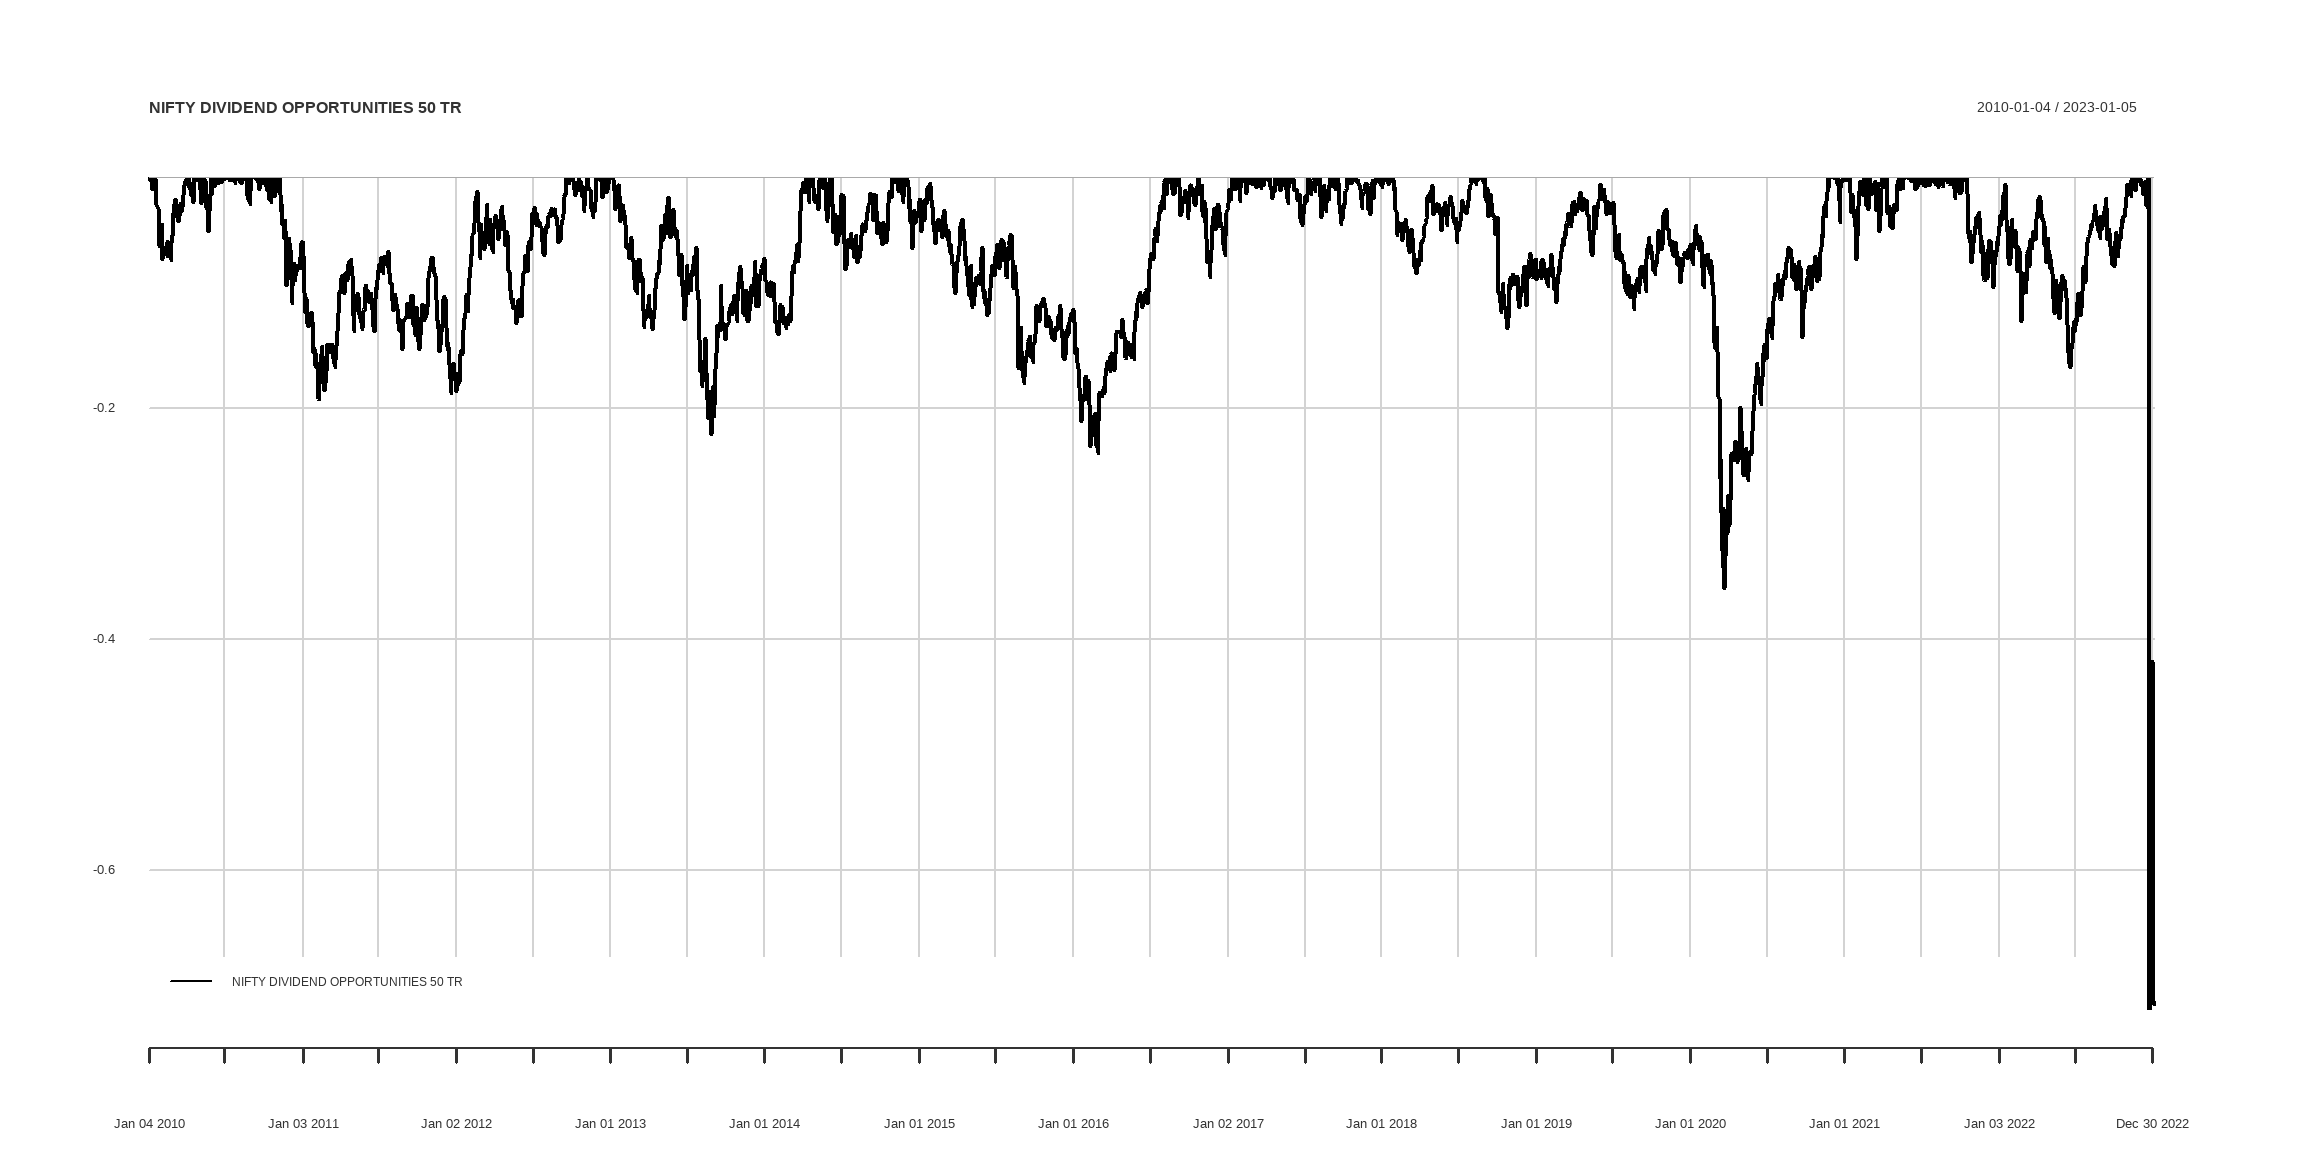 NIFTY DIVIDEND OPPORTUNITIES 50 TR
2010-01-04 / 2023-01-05
-0.2
-0.4
-0.6
NIFTY DIVIDEND OPPORTUNITIES 50 TR
Jan 04 2010 Jan 03 2011 Jan 02 2012 Jan 01 2013 Jan 01 2014 Jan 01 2015 Jan 01 2016 Jan 02 2017 Jan 01 2018 Jan 01 2019 Jan 01 2020 Jan 01 2021 Jan 03 2022 Dec 30 2022